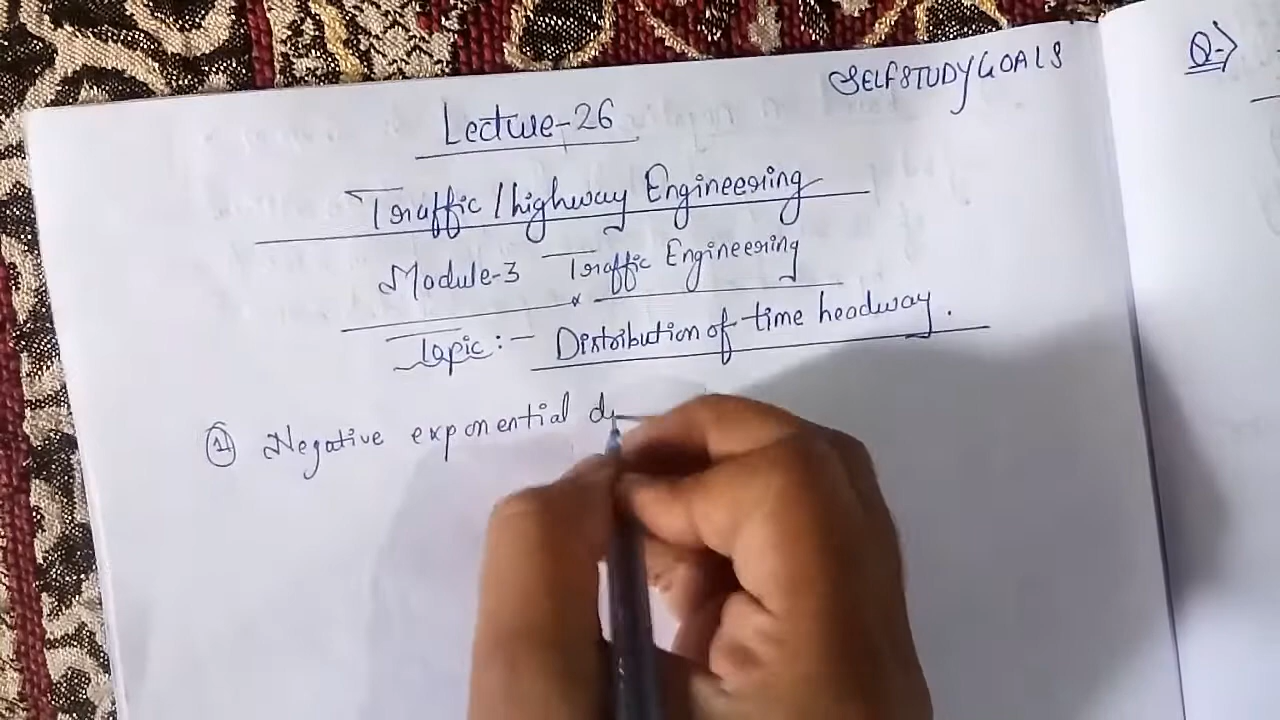 SELFSTUDYGOALS
Lecture-26
Traffic/highway Engineering
Module-3 Traffic Engineering
Topic:- Distribution of time headway.
① Negative exponential d
Q→